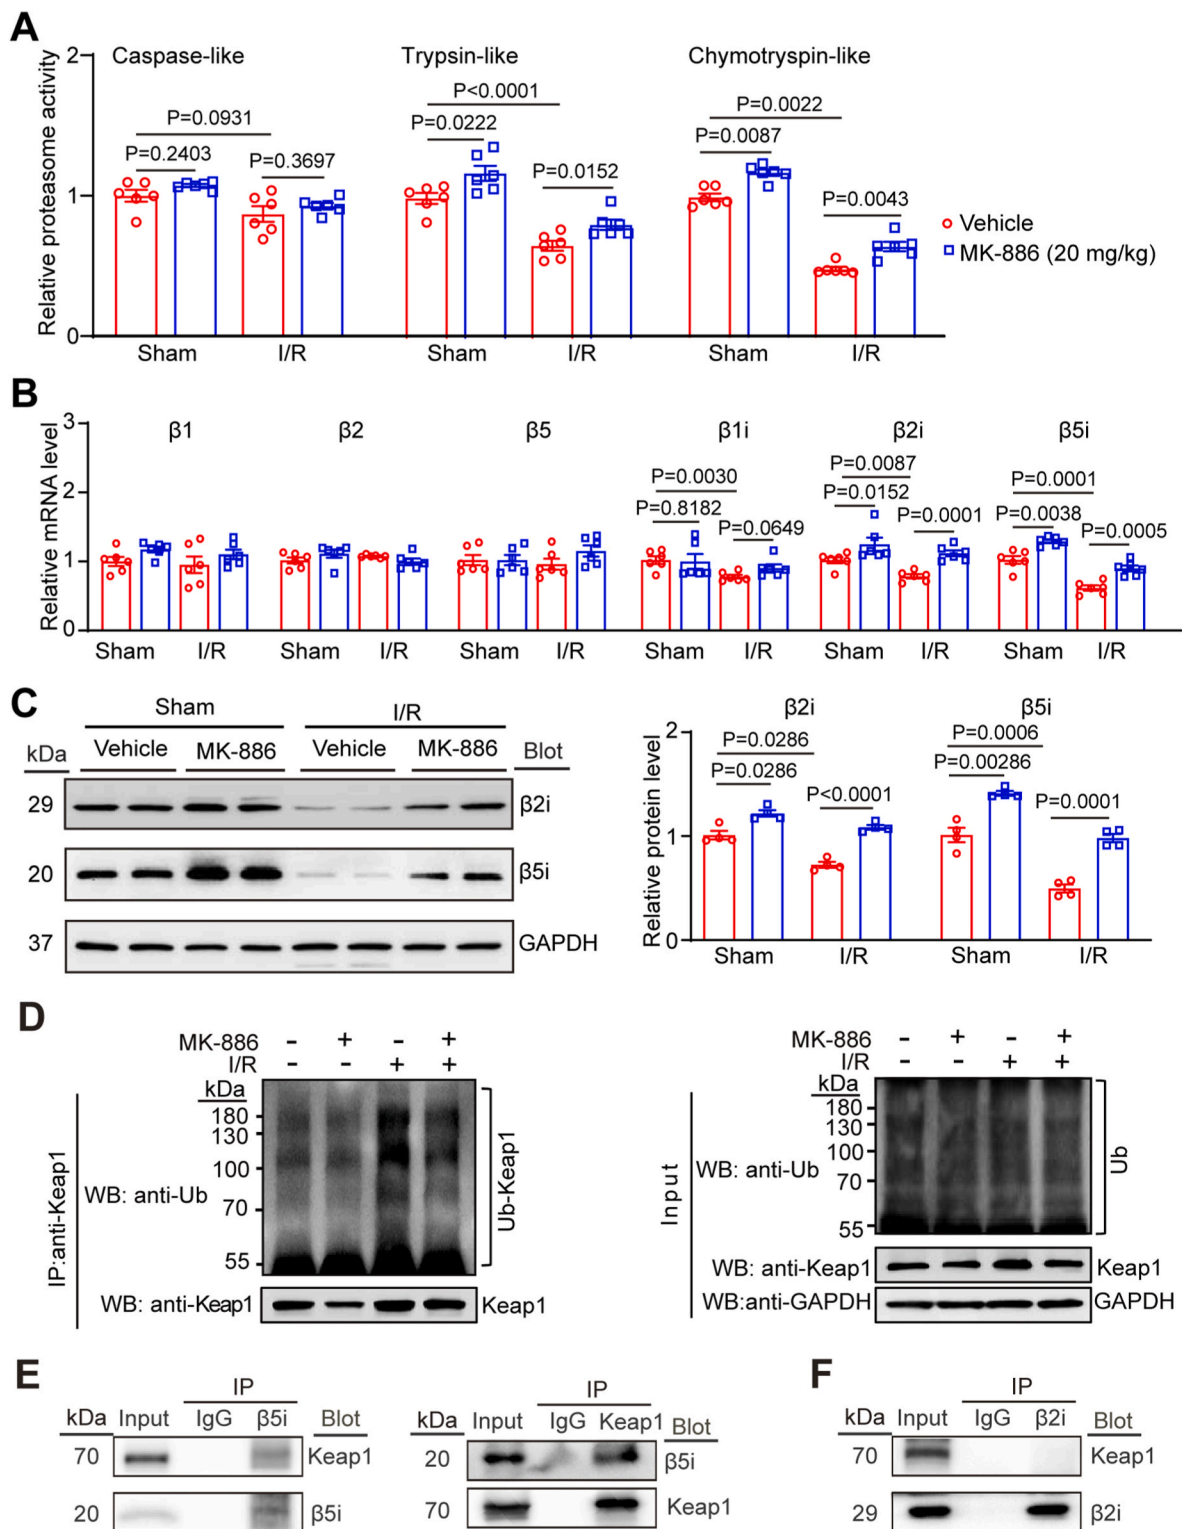 A
Caspase-like Trypsin-like Chymotryspin-like
Relative proteasome activity
2
1
0
P=0.0931
P=0.2403
P=0.3697
P<0.0001
P=0.0222
P=0.0152
P=0.0022
P=0.0087
P=0.0043
Vehicle
MK-886 (20 mg/kg)
Sham I/R Sham I/R Sham I/R
B
Relative mRNA level
3
2
1
0
β1 β2 β5 β1i β2i β5i
P=0.0030
P=0.8182
P=0.0649
P=0.0087
P=0.0152
P=0.0001
P=0.0001
P=0.0038
P=0.0005
Sham I/R Sham I/R Sham I/R Sham I/R Sham I/R Sham I/R
C
Sham I/R
kDa Vehicle MK-886 Vehicle MK-886 Blot
29 β2i
20 β5i
37 GAPDH
Relative protein level
2
1
0
β2i β5i
P=0.0286
P=0.0286
P<0.0001
P=0.0006
P=0.00286
P=0.0001
Sham I/R Sham I/R
D
MK-886 - + - +
I/R - - + +
kDa
180
130
100
70
55
IP:anti-Keap1
WB: anti-Ub
Ub-Keap1
WB: anti-Keap1 Keap1
MK-886 - + - +
I/R - - + +
kDa
180
130
100
70
55
Input
WB: anti-Ub
Ub
WB: anti-Keap1 Keap1
WB:anti-GAPDH GAPDH
E
IP
kDa Input IgG β5i Blot
70 Keap1
20 β5i
IP
kDa Input IgG Keap1 Blot
20 β5i
70 Keap1
F
IP
kDa Input IgG β2i Blot
70 Keap1
29 β2i